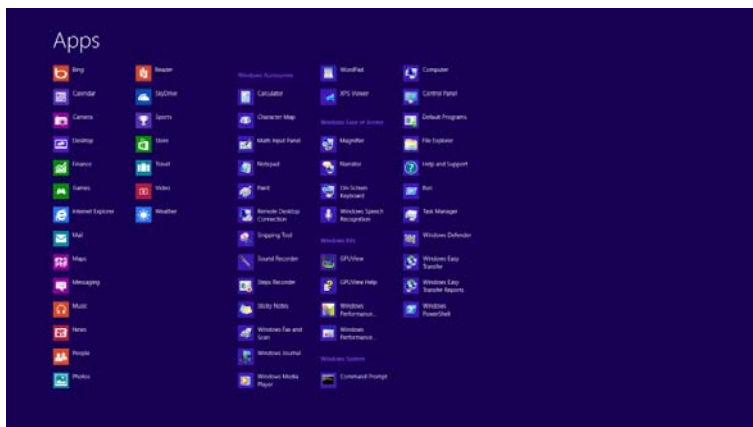 Apps
Bing
Calendar
Camera
Desktop
Finance
Games
Internet Explorer
Mail
Maps
Messaging
Music
News
People
Photos
Reader
SkyDrive
Sports
Store
Travel
Video
Weather
Windows Accessories
Calculator
Character Map
Math Input Panel
Notepad
Paint
Remote Desktop
Connection
Snipping Tool
Sound Recorder
Steps Recorder
Sticky Notes
Windows Fax and
Scan
Windows Journal
Windows Media
Player
WordPad
XPS Viewer
Windows Ease of Access
Magnifier
Narrator
On-Screen
Keyboard
Windows Speech
Recognition
Windows Kits
GPUView
GPUView Help
Windows
Performance...
Windows
Performance...
Windows System
Command Prompt
Computer
Control Panel
Default Programs
File Explorer
Help and Support
Run
Task Manager
Windows Defender
Windows Easy
Transfer
Windows Easy
Transfer Reports
Windows
PowerShell